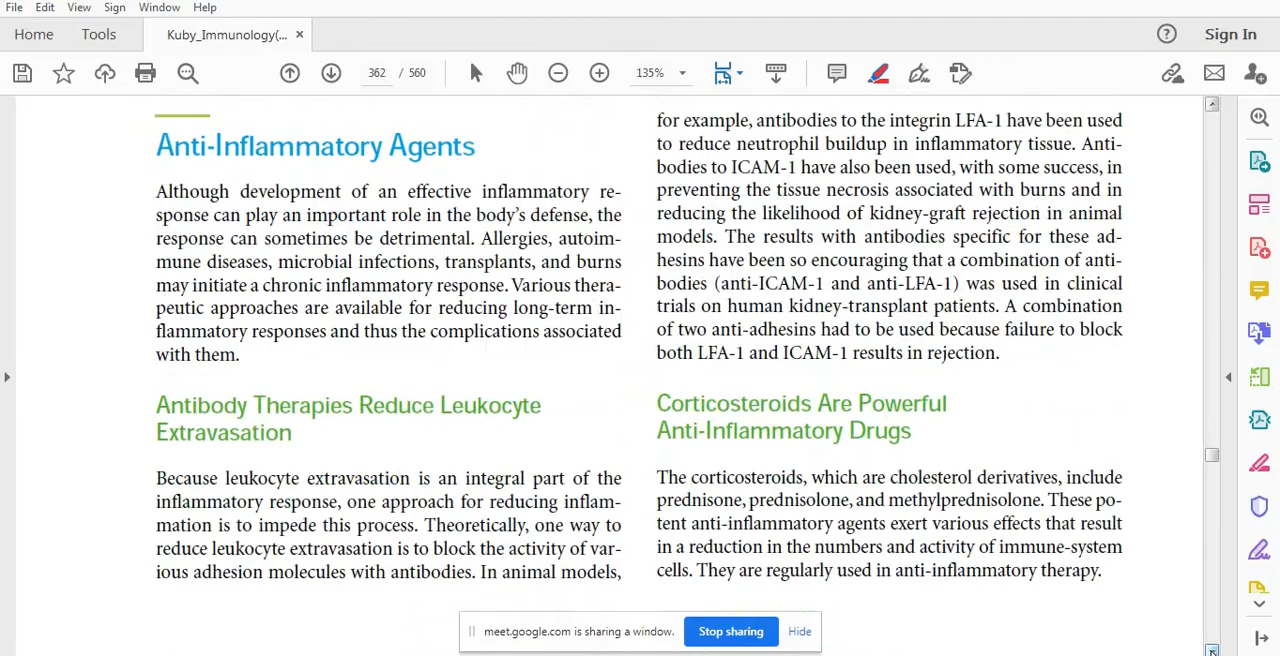 File Edit View Sign Window Help
Home Tools Kuby_Immunology(... × ? Sign In
362 / 560 135%
Anti-Inflammatory Agents
Although development of an effective inflammatory re-
sponse can play an important role in the body's defense, the
response can sometimes be detrimental. Allergies, autoim-
mune diseases, microbial infections, transplants, and burns
may initiate a chronic inflammatory response. Various thera-
peutic approaches are available for reducing long-term in-
flammatory responses and thus the complications associated
with them.
Antibody Therapies Reduce Leukocyte
Extravasation
Because leukocyte extravasation is an integral part of the
inflammatory response, one approach for reducing inflam-
mation is to impede this process. Theoretically, one way to
reduce leukocyte extravasation is to block the activity of var-
ious adhesion molecules with antibodies. In animal models,
for example, antibodies to the integrin LFA-1 have been used
to reduce neutrophil buildup in inflammatory tissue. Anti-
bodies to ICAM-1 have also been used, with some success, in
preventing the tissue necrosis associated with burns and in
reducing the likelihood of kidney-graft rejection in animal
models. The results with antibodies specific for these ad-
hesins have been so encouraging that a combination of anti-
bodies (anti-ICAM-1 and anti-LFA-1) was used in clinical
trials on human kidney-transplant patients. A combination
of two anti-adhesins had to be used because failure to block
both LFA-1 and ICAM-1 results in rejection.
Corticosteroids Are Powerful
Anti-Inflammatory Drugs
The corticosteroids, which are cholesterol derivatives, include
prednisone, prednisolone, and methylprednisolone. These po-
tent anti-inflammatory agents exert various effects that result
in a reduction in the numbers and activity of immune-system
cells. They are regularly used in anti-inflammatory therapy.
meet.google.com is sharing a window. Stop sharing Hide